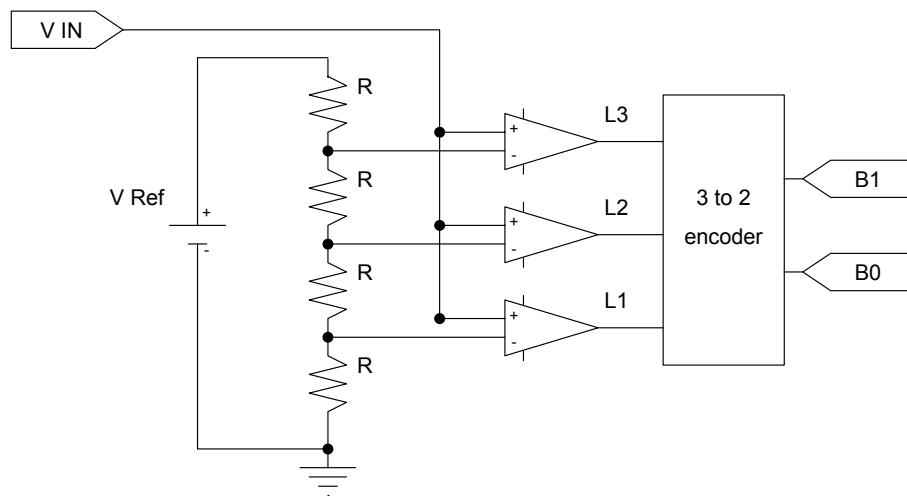 V IN
R
L3
+
-
R
V Ref
+
-
L2
+
-
3 to 2
encoder
B1
B0
R
L1
+
-
R